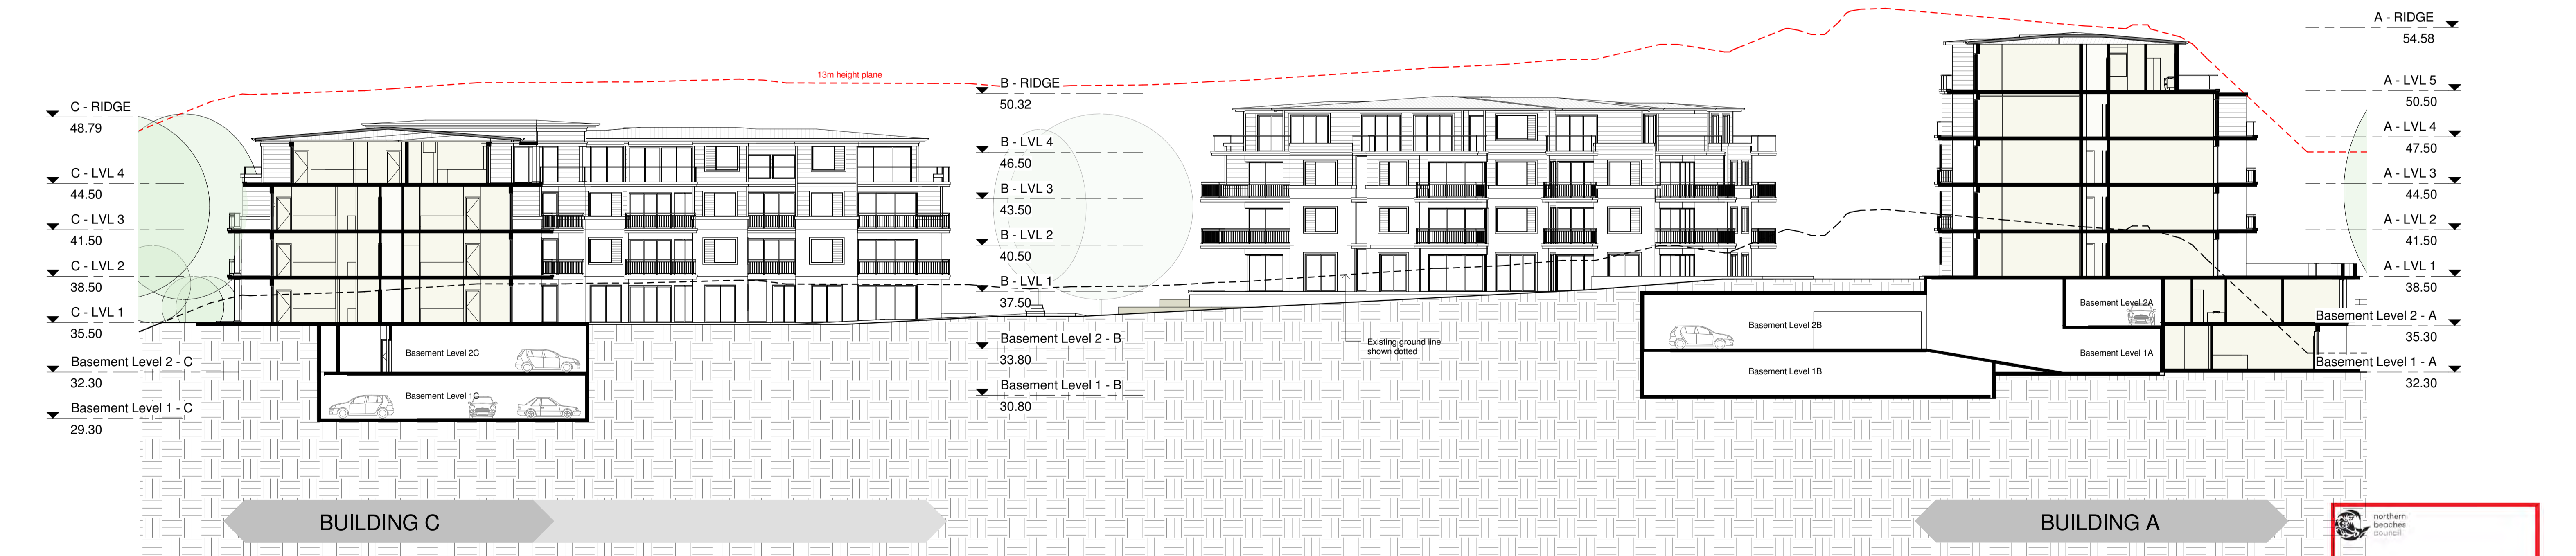 13m height plane
C - RIDGE
48.79
C - LVL 4
44.50
C - LVL 3
41.50
C - LVL 2
38.50
C - LVL 1
35.50
Basement Level 2 - C
32.30
Basement Level 1 - C
29.30
Basement Level 2C
Basement Level 1C
BUILDING C
B - RIDGE
50.32
B - LVL 4
46.50
B - LVL 3
43.50
B - LVL 2
40.50
B - LVL 1
37.50
Basement Level 2 - B
33.80
Basement Level 1 - B
30.80
Existing ground line
shown dotted
Basement Level 2B
Basement Level 1B
Basement Level 2A
Basement Level 1A
BUILDING A
A - RIDGE
54.58
A - LVL 5
50.50
A - LVL 4
47.50
A - LVL 3
44.50
A - LVL 2
41.50
A - LVL 1
38.50
Basement Level 2 - A
35.30
Basement Level 1 - A
32.30
northern
beaches
council